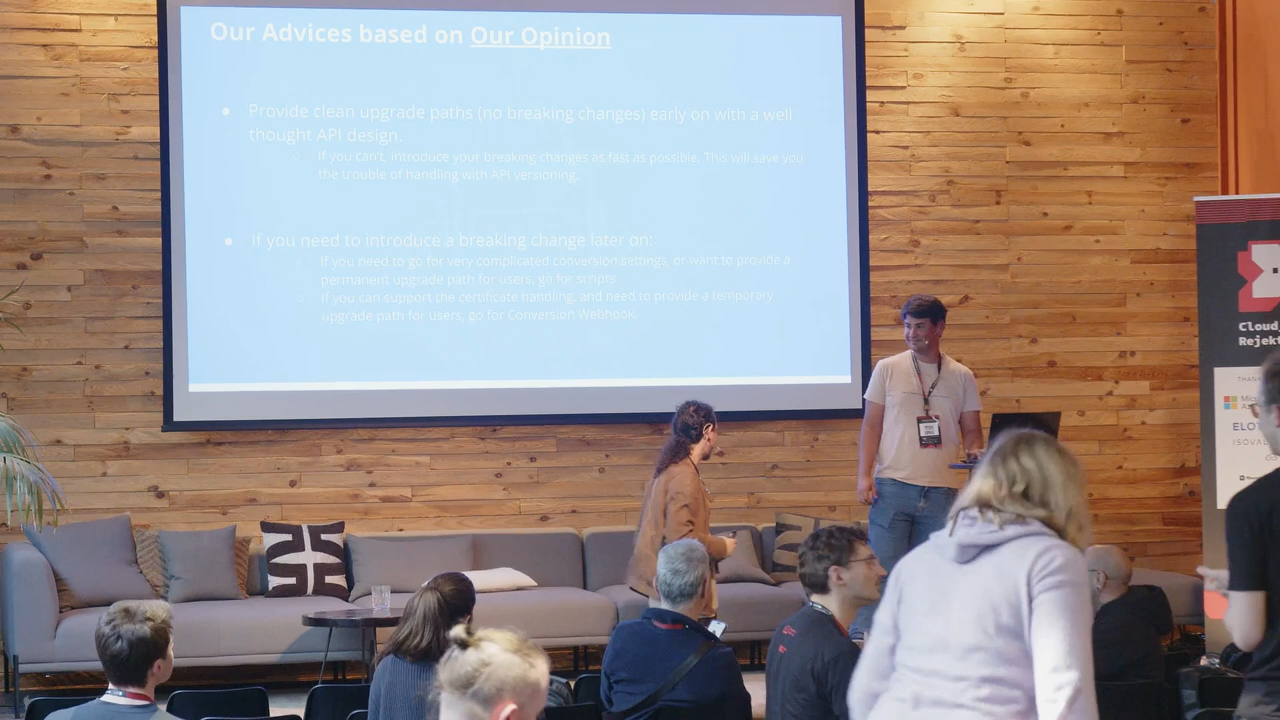 Our Advices based on Our Opinion
Provide clean upgrade paths (no breaking changes) early on with a well
thought API design.
If you can't, introduce your breaking changes as fast as possible. This will save you
the trouble of handling with API versioning.
If you need to introduce a breaking change later on:
If you need to go for very complicated conversion settings, or want to provide a
permanent upgrade path for users, go for scripts
If you can support the certificate handling, and need to provide a temporary
upgrade path for users, go for Conversion Webhook.
Cloud
Rejekt